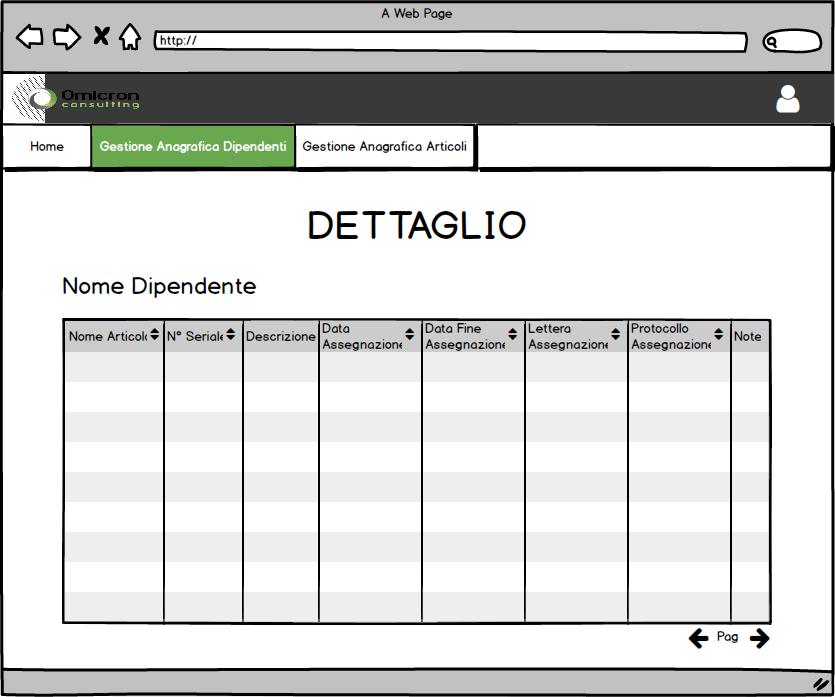 A Web Page
http://
Omicron
consulting
Home
Gestione Anagrafica Dipendenti
Gestione Anagrafica Articoli
DETTAGLIO
Nome Dipendente
Nome Articolo
N° Seriale
Descrizione
Data
Assegnazione
Data Fine
Assegnazione
Lettera
Assegnazione
Protocollo
Assegnazione
Note
Pag